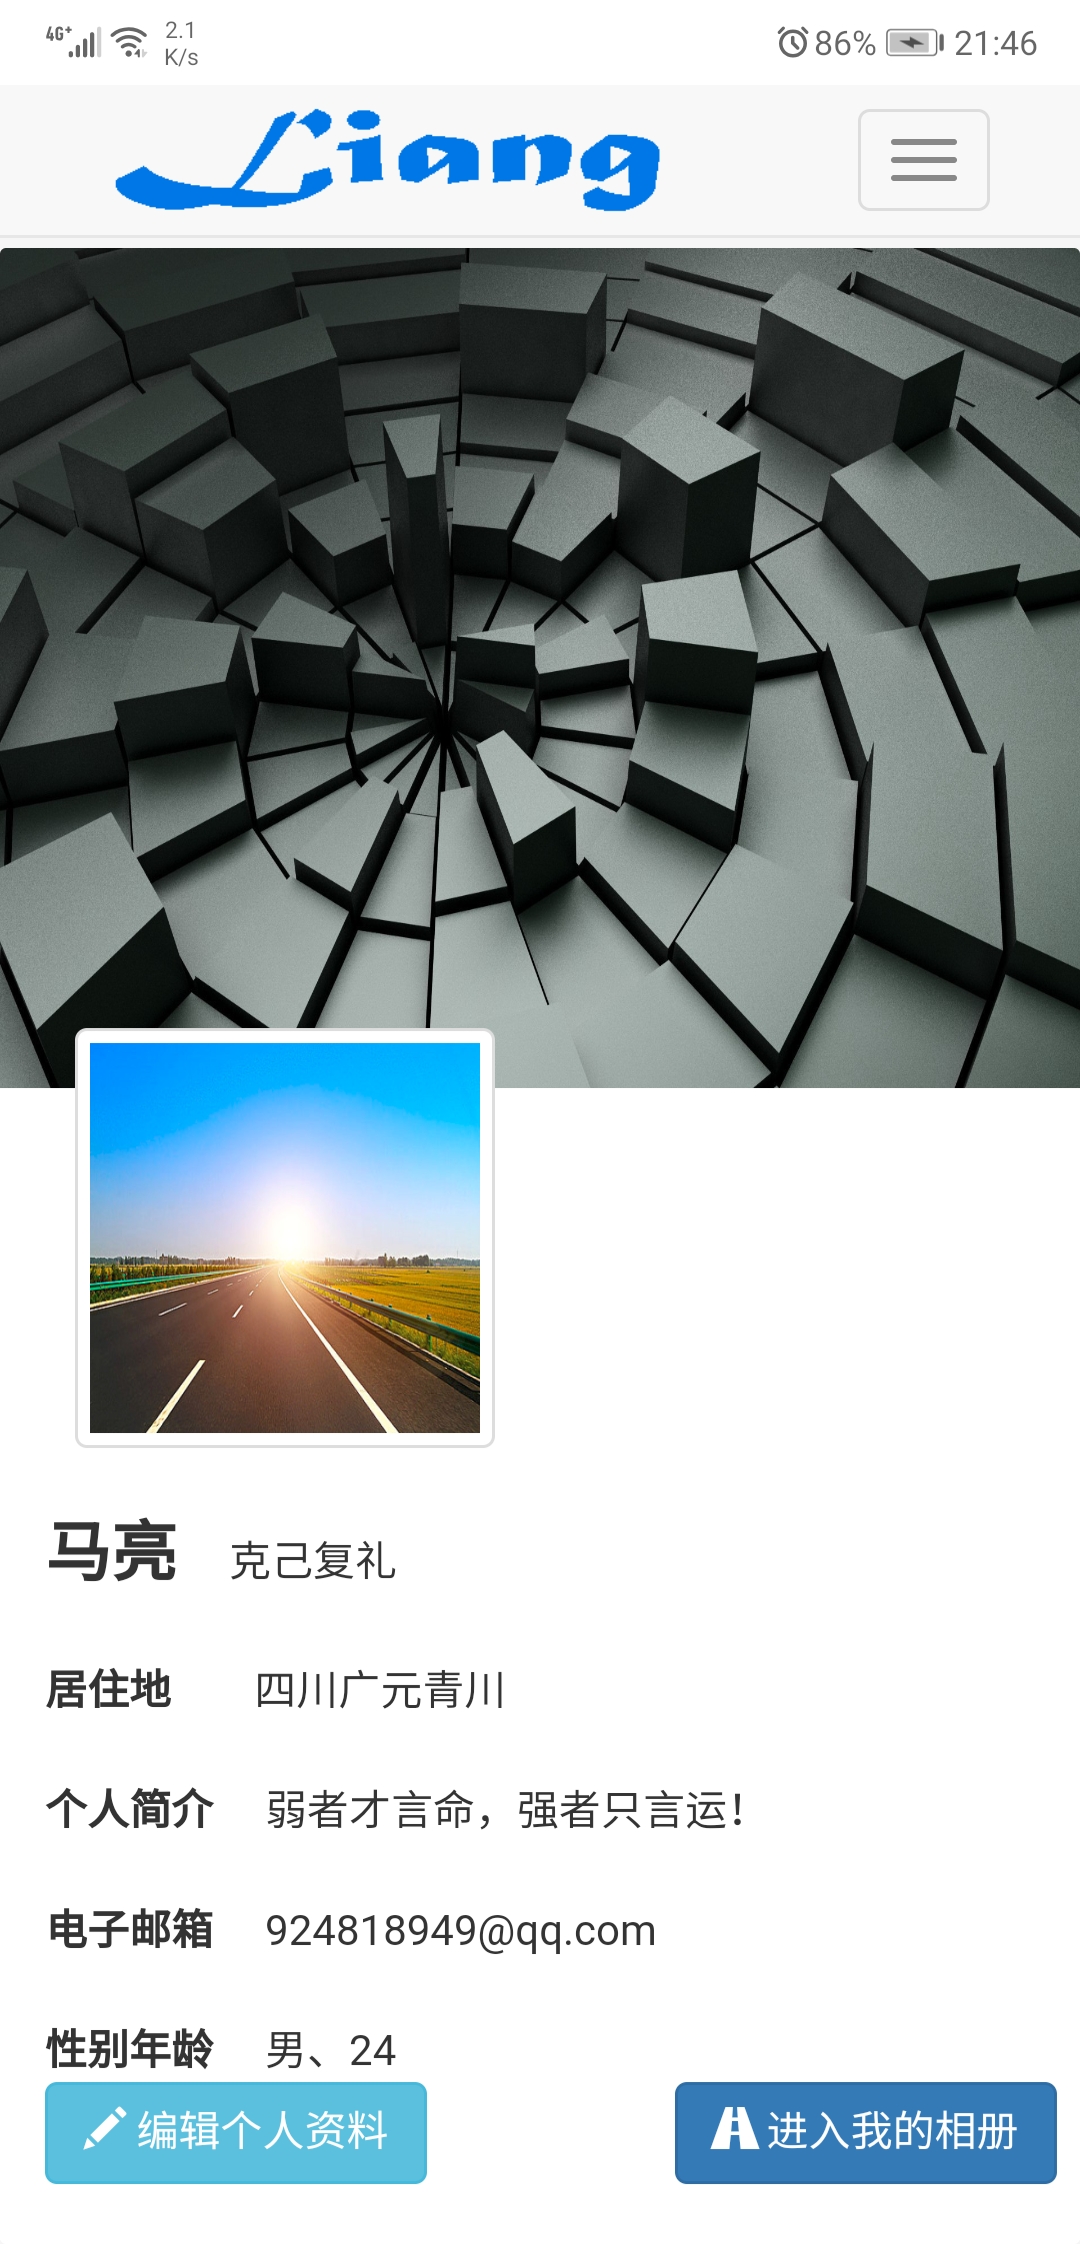 4G+ 2.1 K/s 86% 21:46
Liang
马亮 克己复礼
居住地 四川广元青川
个人简介 弱者才言命，强者只言运！
电子邮箱 924818949@qq.com
性别年龄 男、24
编辑个人资料 进入我的相册